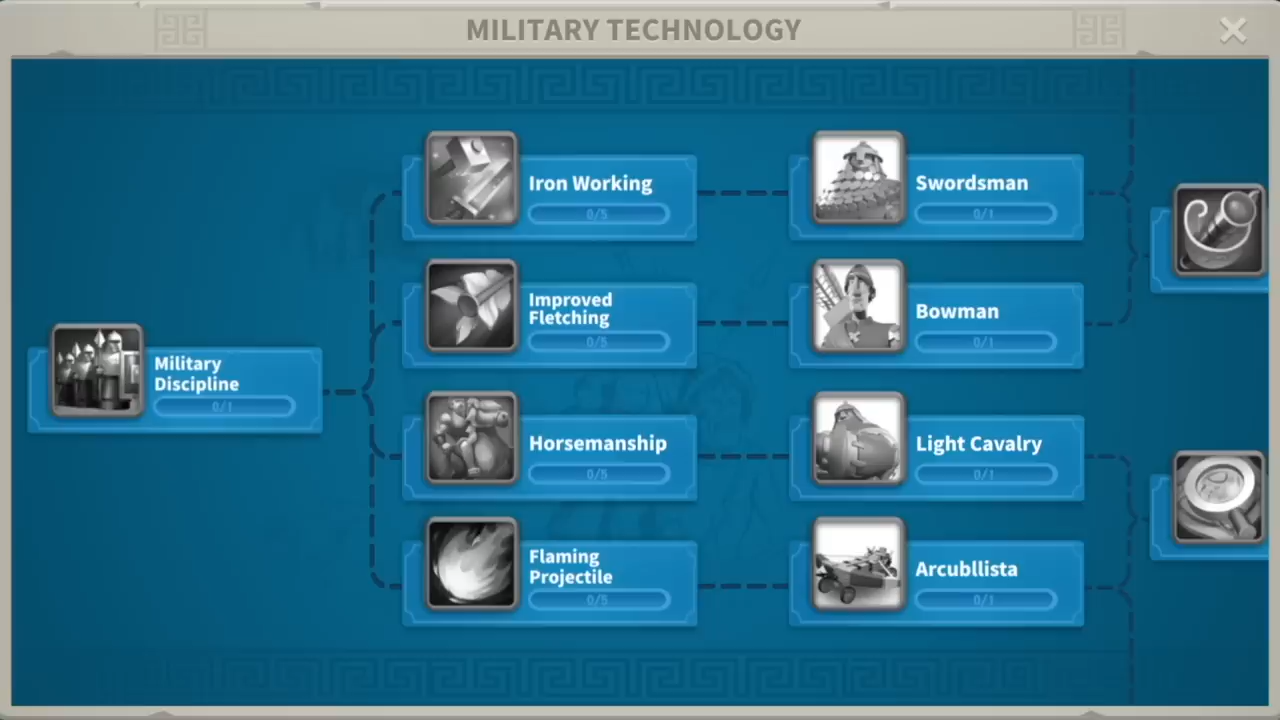 MILITARY TECHNOLOGY
Iron Working
0/5
Swordsman
0/1
Improved
Fletching
0/5
Bowman
0/1
Military
Discipline
0/1
Horsemanship
0/5
Light Cavalry
0/1
Flaming
Projectile
0/5
Arcubllista
0/1